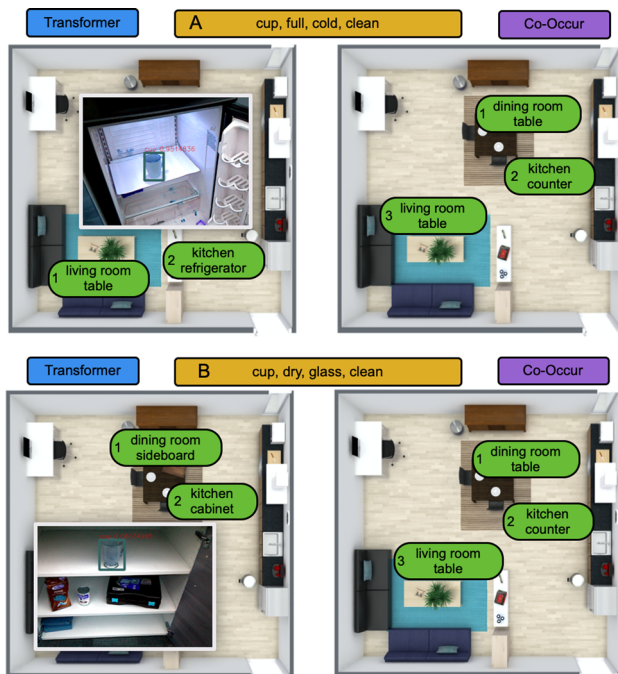 Transformer
A
cup, full, cold, clean
Co-Occur
1 dining room
table
2 kitchen
counter
3 living room
table
1 living room
table
2 kitchen
refrigerator
Transformer
B
cup, dry, glass, clean
Co-Occur
1 dining room
sideboard
2 kitchen
cabinet
1 dining room
table
2 kitchen
counter
3 living room
table